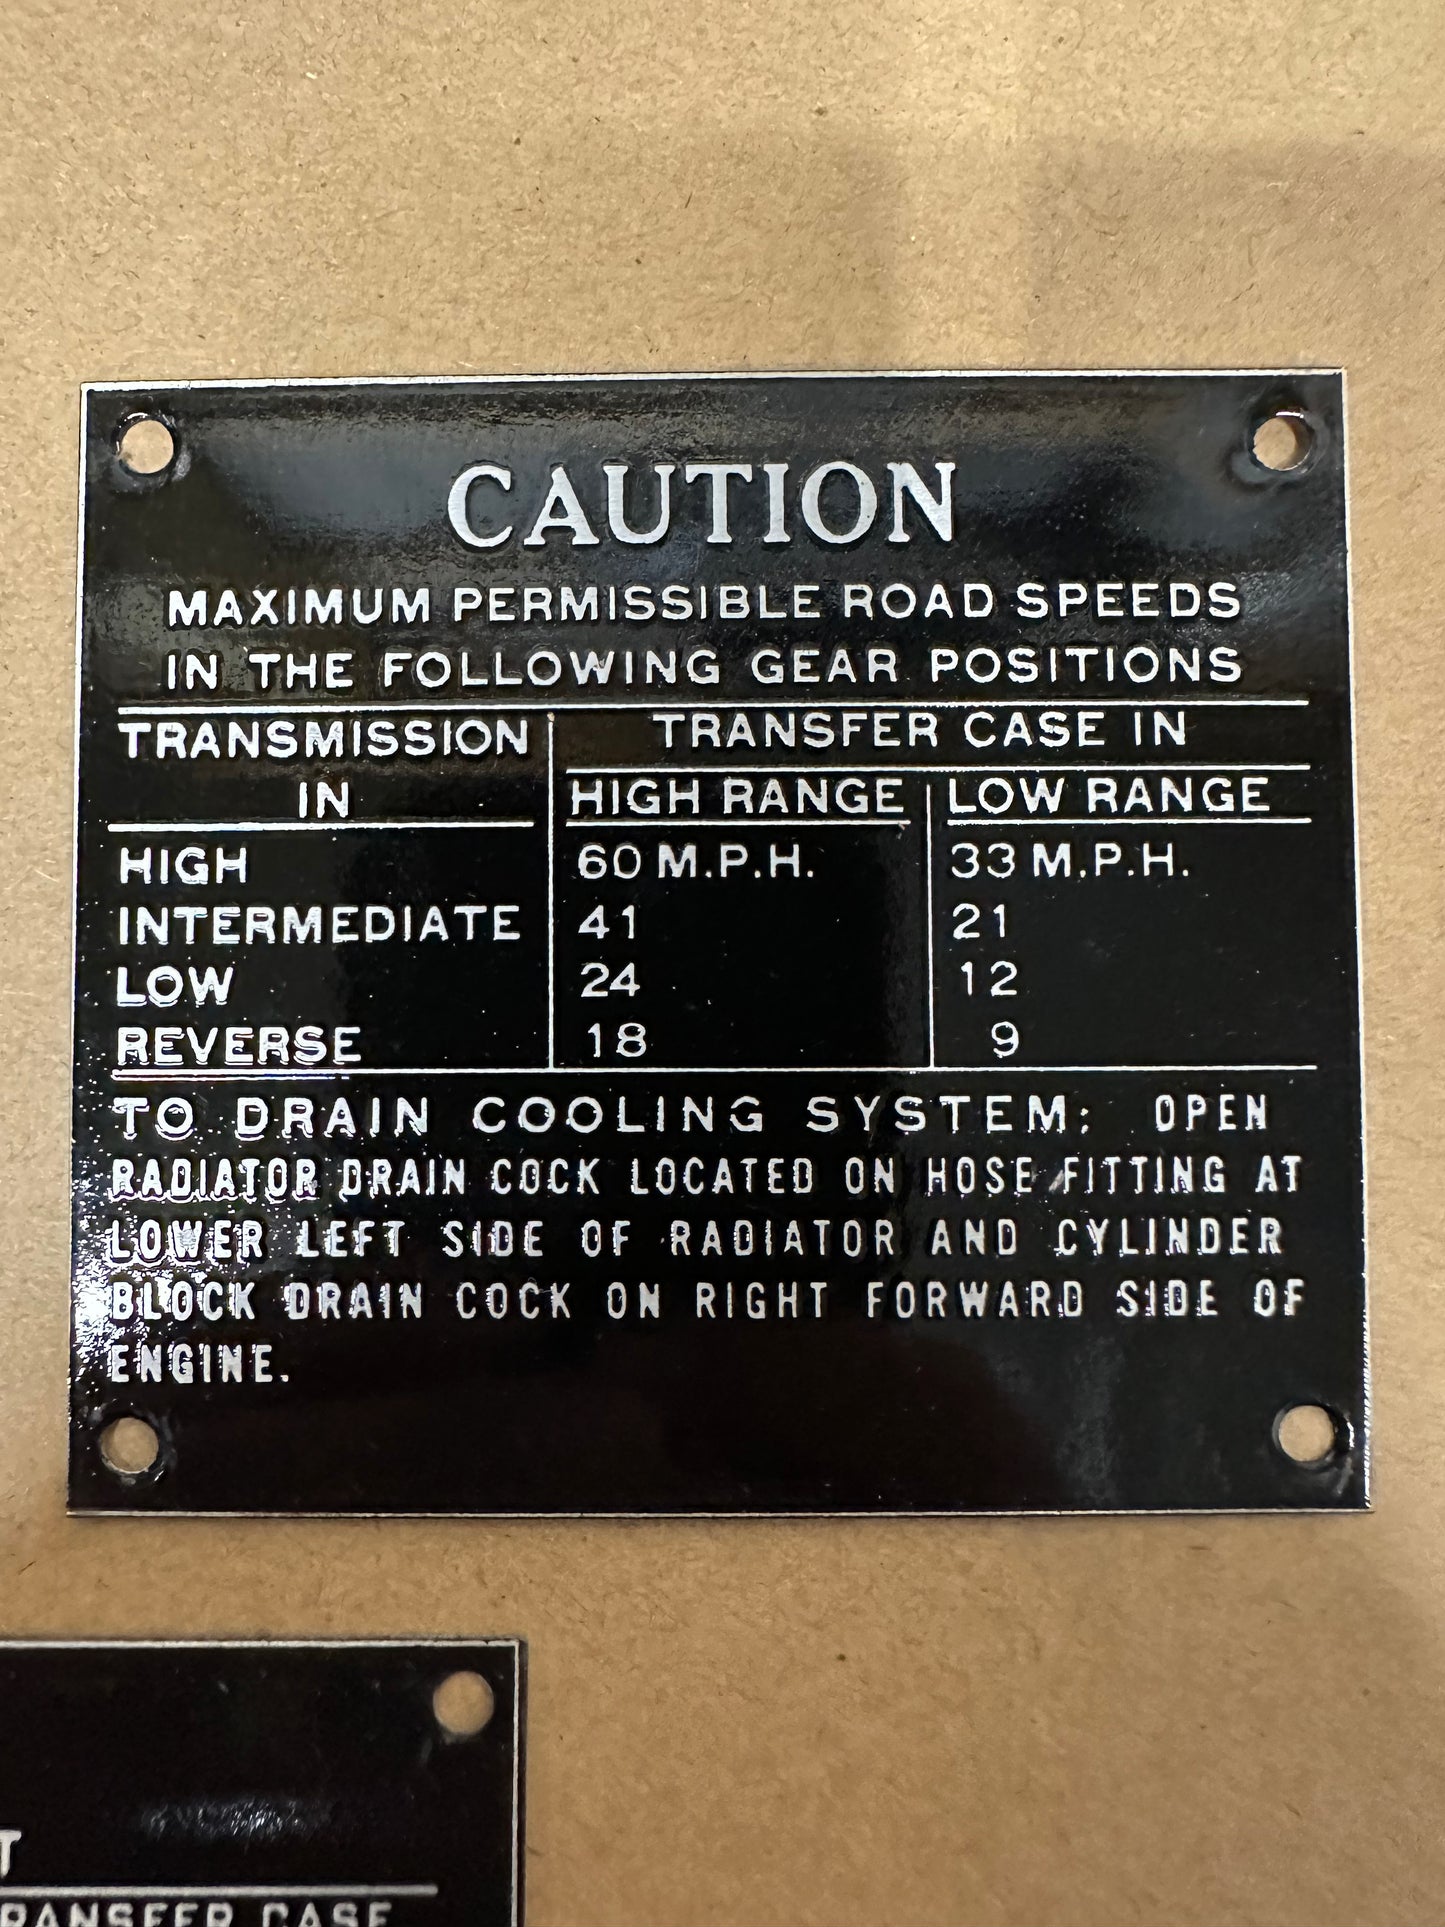 CAUTION
MAXIMUM PERMISSIBLE ROAD SPEEDS
IN THE FOLLOWING GEAR POSITIONS
TRANSMISSION IN
TRANSFER CASE IN
HIGH RANGE LOW RANGE
HIGH 60 M.P.H. 33 M.P.H.
INTERMEDIATE 41 21
LOW 24 12
REVERSE 18 9
TO DRAIN COOLING SYSTEM: OPEN
RADIATOR DRAIN COCK LOCATED ON HOSE FITTING AT
LOWER LEFT SIDE OF RADIATOR AND CYLINDER
BLOCK DRAIN COCK ON RIGHT FORWARD SIDE OF
ENGINE.
T
RANSFER CASE